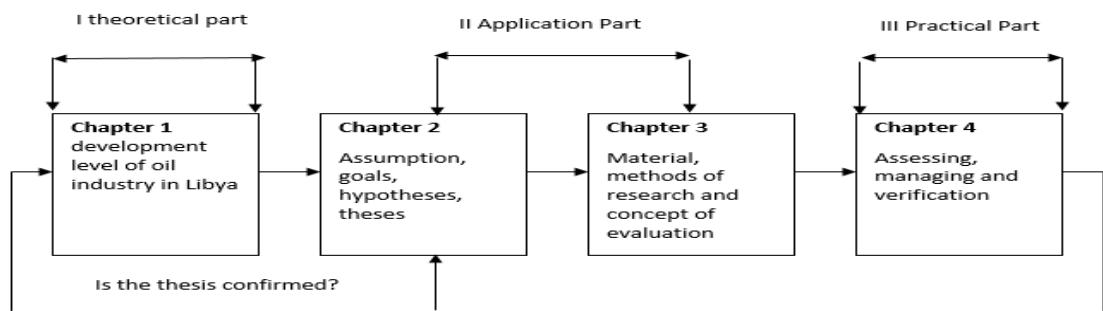 I theoretical part
II Application Part
III Practical Part
Chapter 1
development
level of oil
industry in Libya
Chapter 2
Assumption,
goals,
hypotheses,
theses
Chapter 3
Material,
methods of
research and
concept of
evaluation
Chapter 4
Assessing,
managing and
verification
Is the thesis confirmed?